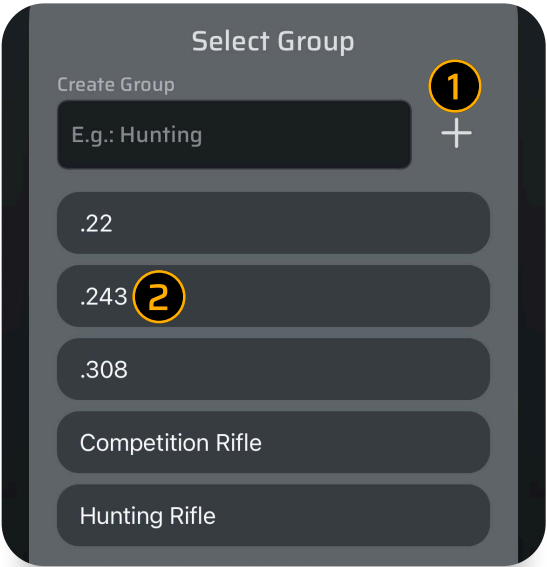 Select Group
Create Group
1
E.g.: Hunting
+
.22
.243 2
.308
Competition Rifle
Hunting Rifle